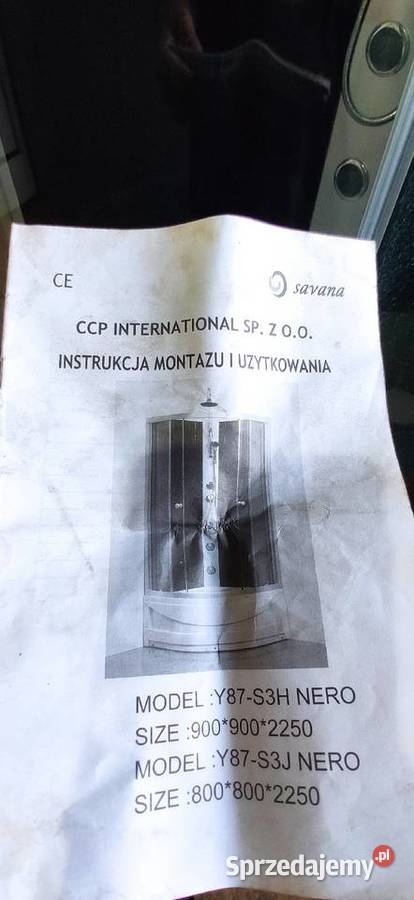 CE
savana
CCP INTERNATIONAL SP. Z O.O.
INSTRUKCJA MONTAZU I UZYTKOWANIA
MODEL :Y87-S3H NERO
SIZE :900*900*2250
MODEL :Y87-S3J NERO
SIZE :800*800*2250
Sprzedajemy.pl